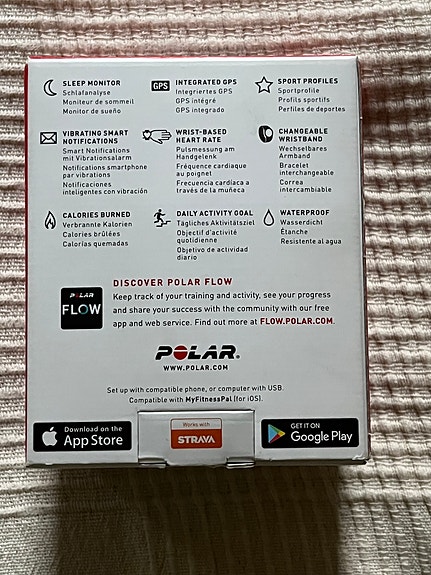 SLEEP MONITOR
Schlafanalyse
Moniteur de sommeil
Monitor de sueño
GPS
INTEGRATED GPS
Integriertes GPS
GPS intégré
GPS integrado
SPORT PROFILES
Sportprofile
Profils sportifs
Perfiles de deportes
VIBRATING SMART
NOTIFICATIONS
Smart Notifications
mit Vibrationsalarm
Notifications smartphone
par vibrations
Notificaciones
inteligentes con vibración
WRIST-BASED
HEART RATE
Pulsmessung am
Handgelenk
Fréquence cardiaque
au poignet
Frecuencia cardíaca a
través de la muñeca
CHANGEABLE
WRISTBAND
Wechselbares
Armband
Bracelet
interchangeable
Correa
intercambiable
CALORIES BURNED
Verbrannte Kalorien
Calories brûlées
Calorías quemadas
DAILY ACTIVITY GOAL
Tägliches Aktivitätsziel
Objectif d'activité
quotidienne
Objetivo de actividad
diario
WATERPROOF
Wasserdicht
Étanche
Resistente al agua
POLAR
FLOW
DISCOVER POLAR FLOW
Keep track of your training and activity, see your progress
and share your success with the community with our free
app and web service. Find out more at FLOW.POLAR.COM.
POLAR.
WWW.POLAR.COM
Set up with compatible phone, or computer with USB.
Compatible with MyFitnessPal (for iOS).
Download on the
App Store
Works with
STRAVA
GET IT ON
Google Play